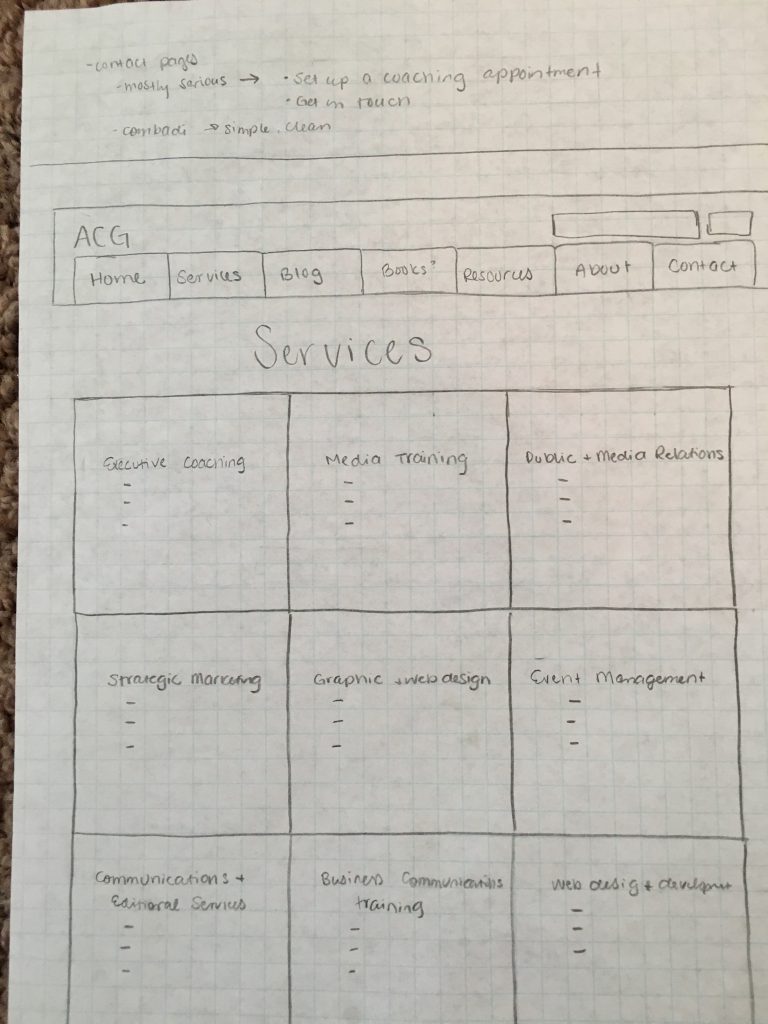 -contact pages
-mostly serious → • Set up a coaching appointment
• Get in touch
-combadi → simple, clean
ACG
Home Services Blog Books? Resources About Contact
Services
Executive Coaching Media Training Public + Media Relations
- - -
- - -
- - -
Strategic Marketing Graphic + web design Event Management
- - -
- - -
- - -
Communications + Business Communications web desig + developmt
Editioral Services training
- - -
- - -
- - -